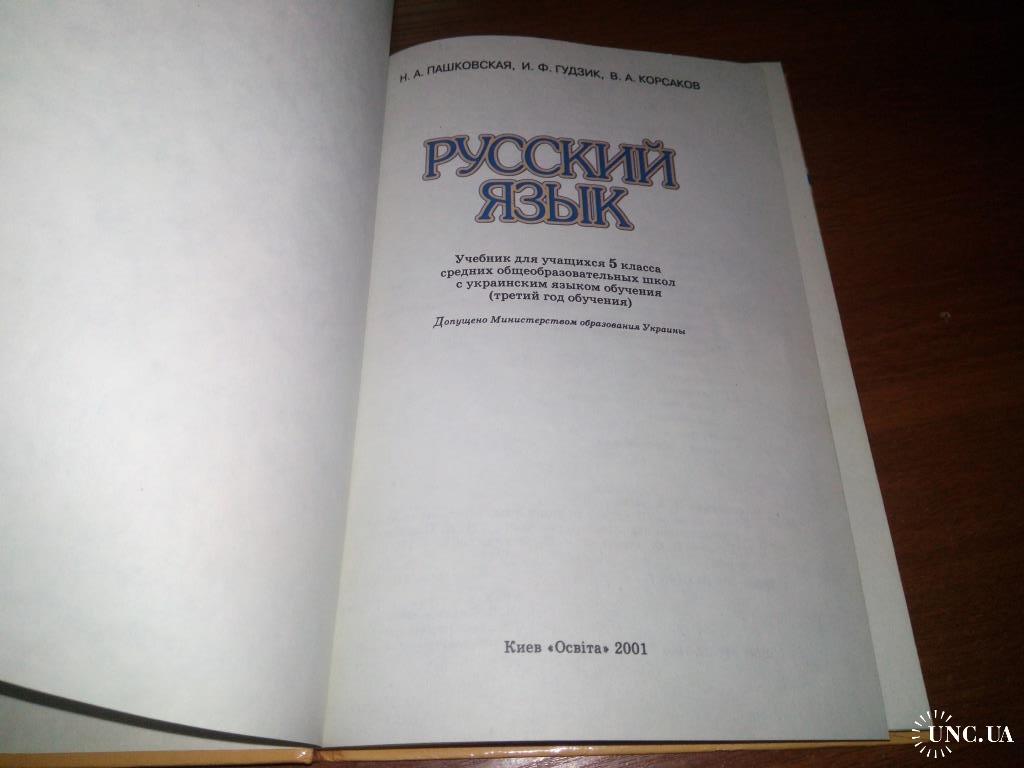 Н. А. ПАШКОВСКАЯ, И. Ф. ГУДЗИК, В. А. КОРСАКОВ
РУССКИЙ
ЯЗЫК
Учебник для учащихся 5 класса
средних общеобразовательных школ
с украинским языком обучения
(третий год обучения)
Допущено Министерством образования Украины
Киев «Освіта» 2001
UNC.UA